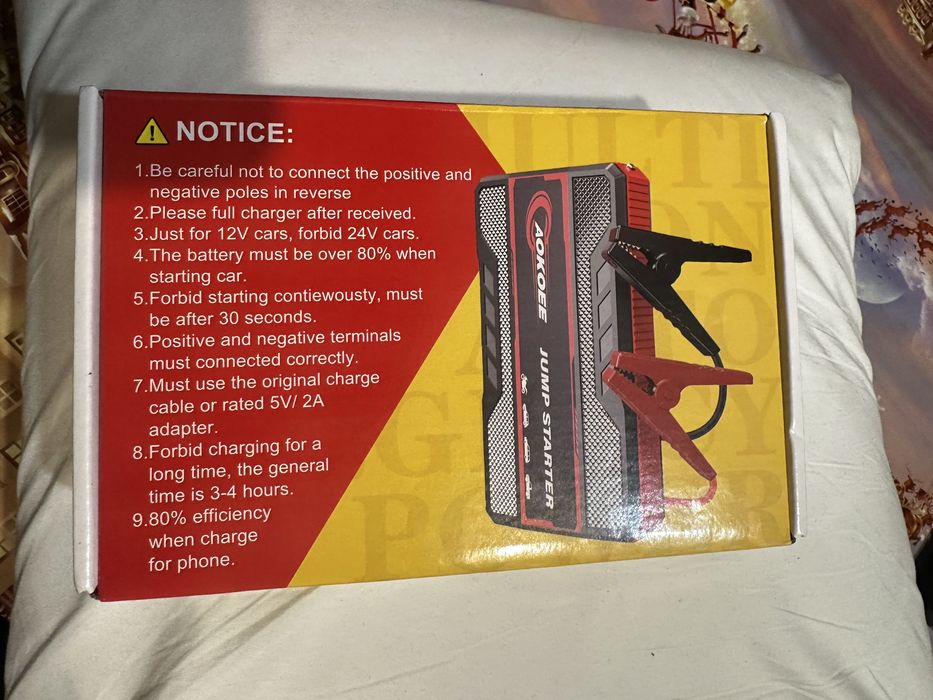 NOTICE:
1.Be careful not to connect the positive and
negative poles in reverse
2.Please full charger after received.
3.Just for 12V cars, forbid 24V cars.
4.The battery must be over 80% when
starting car.
5.Forbid starting contiewousty, must
be after 30 seconds.
6.Positive and negative terminals
must connected correctly.
7.Must use the original charge
cable or rated 5V/ 2A
adapter.
8.Forbid charging for a
long time, the general
time is 3-4 hours.
9.80% efficiency
when charge
for phone.
AOKOEE
JUMP STARTER